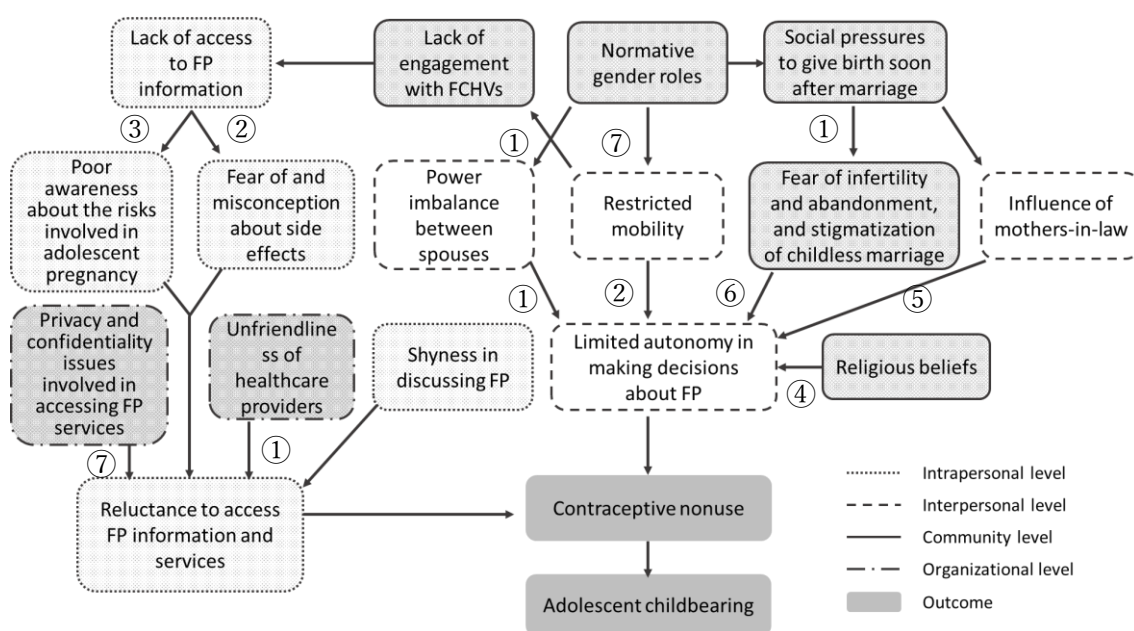 Lack of access
to FP
information
Lack of
engagement
with FCHVs
Normative
gender roles
Social pressures
to give birth soon
after marriage
③
②
①
⑦
①
Poor
awareness
about the risks
involved in
adolescent
pregnancy
Fear of and
misconception
about side
effects
Power
imbalance
between
spouses
Restricted
mobility
Fear of infertility
and abandonment,
and stigmatization
of childless marriage
Influence of
mothers-in-law
①
②
⑥
⑤
Privacy and
confidentiality
issues
involved in
accessing FP
services
Unfriendline
ss of
healthcare
providers
Shyness in
discussing FP
Limited autonomy in
making decisions
about FP
Religious beliefs
④
⑦
①
Reluctance to access
FP information and
services
Contraceptive nonuse
Adolescent childbearing
Intrapersonal level
Interpersonal level
Community level
Organizational level
Outcome